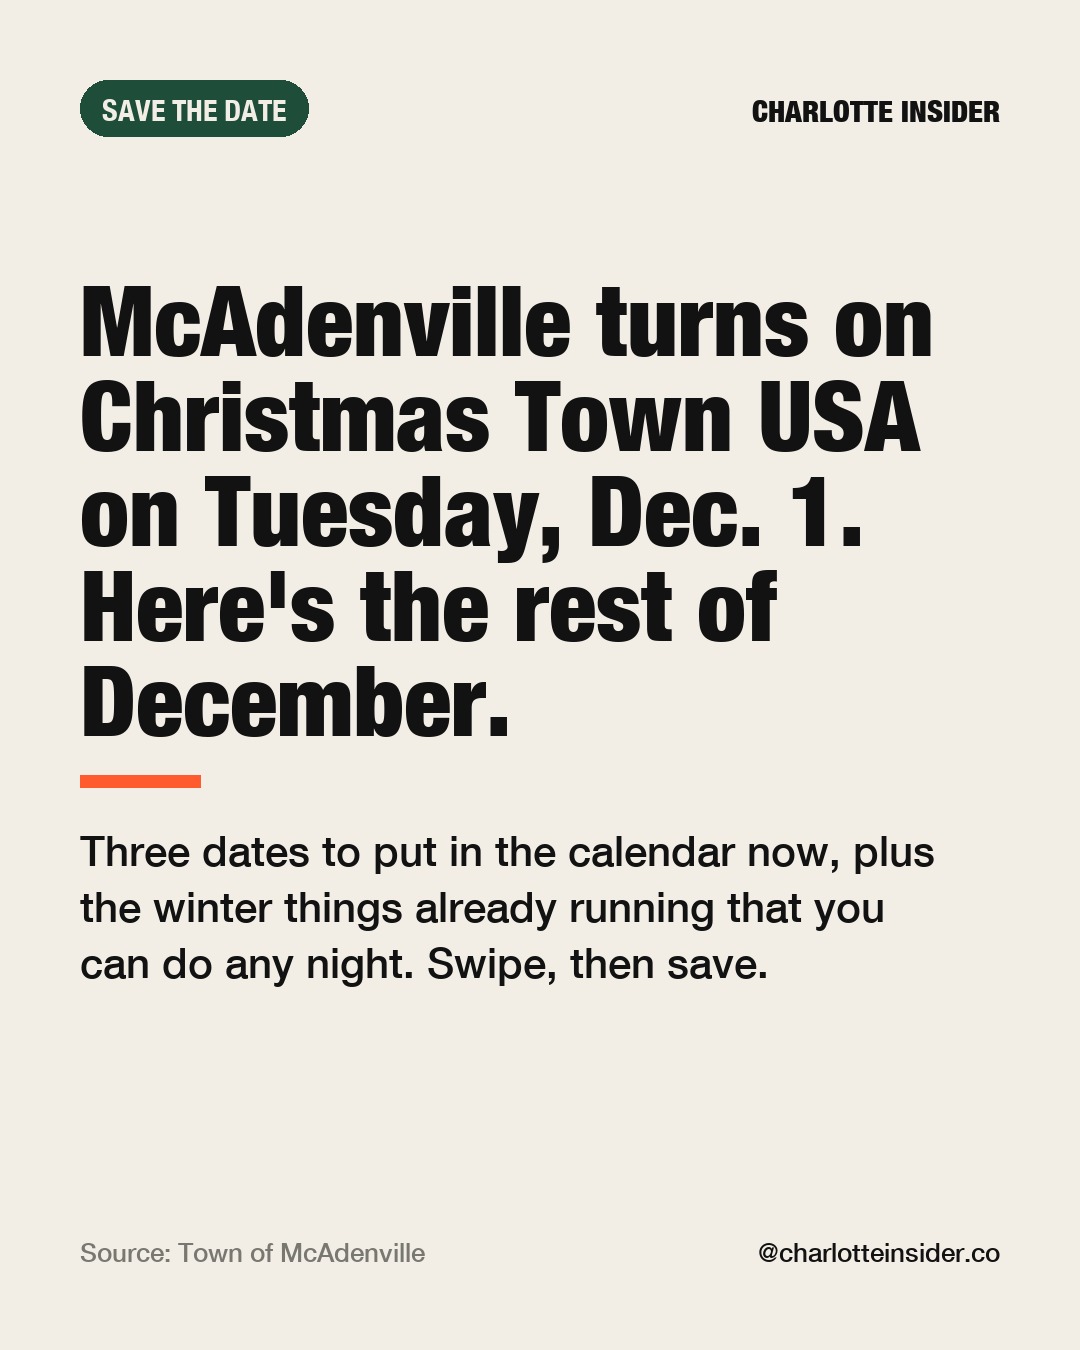 SAVE THE DATE
CHARLOTTE INSIDER
McAdenville turns on
Christmas Town USA
on Tuesday, Dec. 1.
Here's the rest of
December.
Three dates to put in the calendar now, plus
the winter things already running that you
can do any night. Swipe, then save.
Source: Town of McAdenville
@charlotteinsider.co